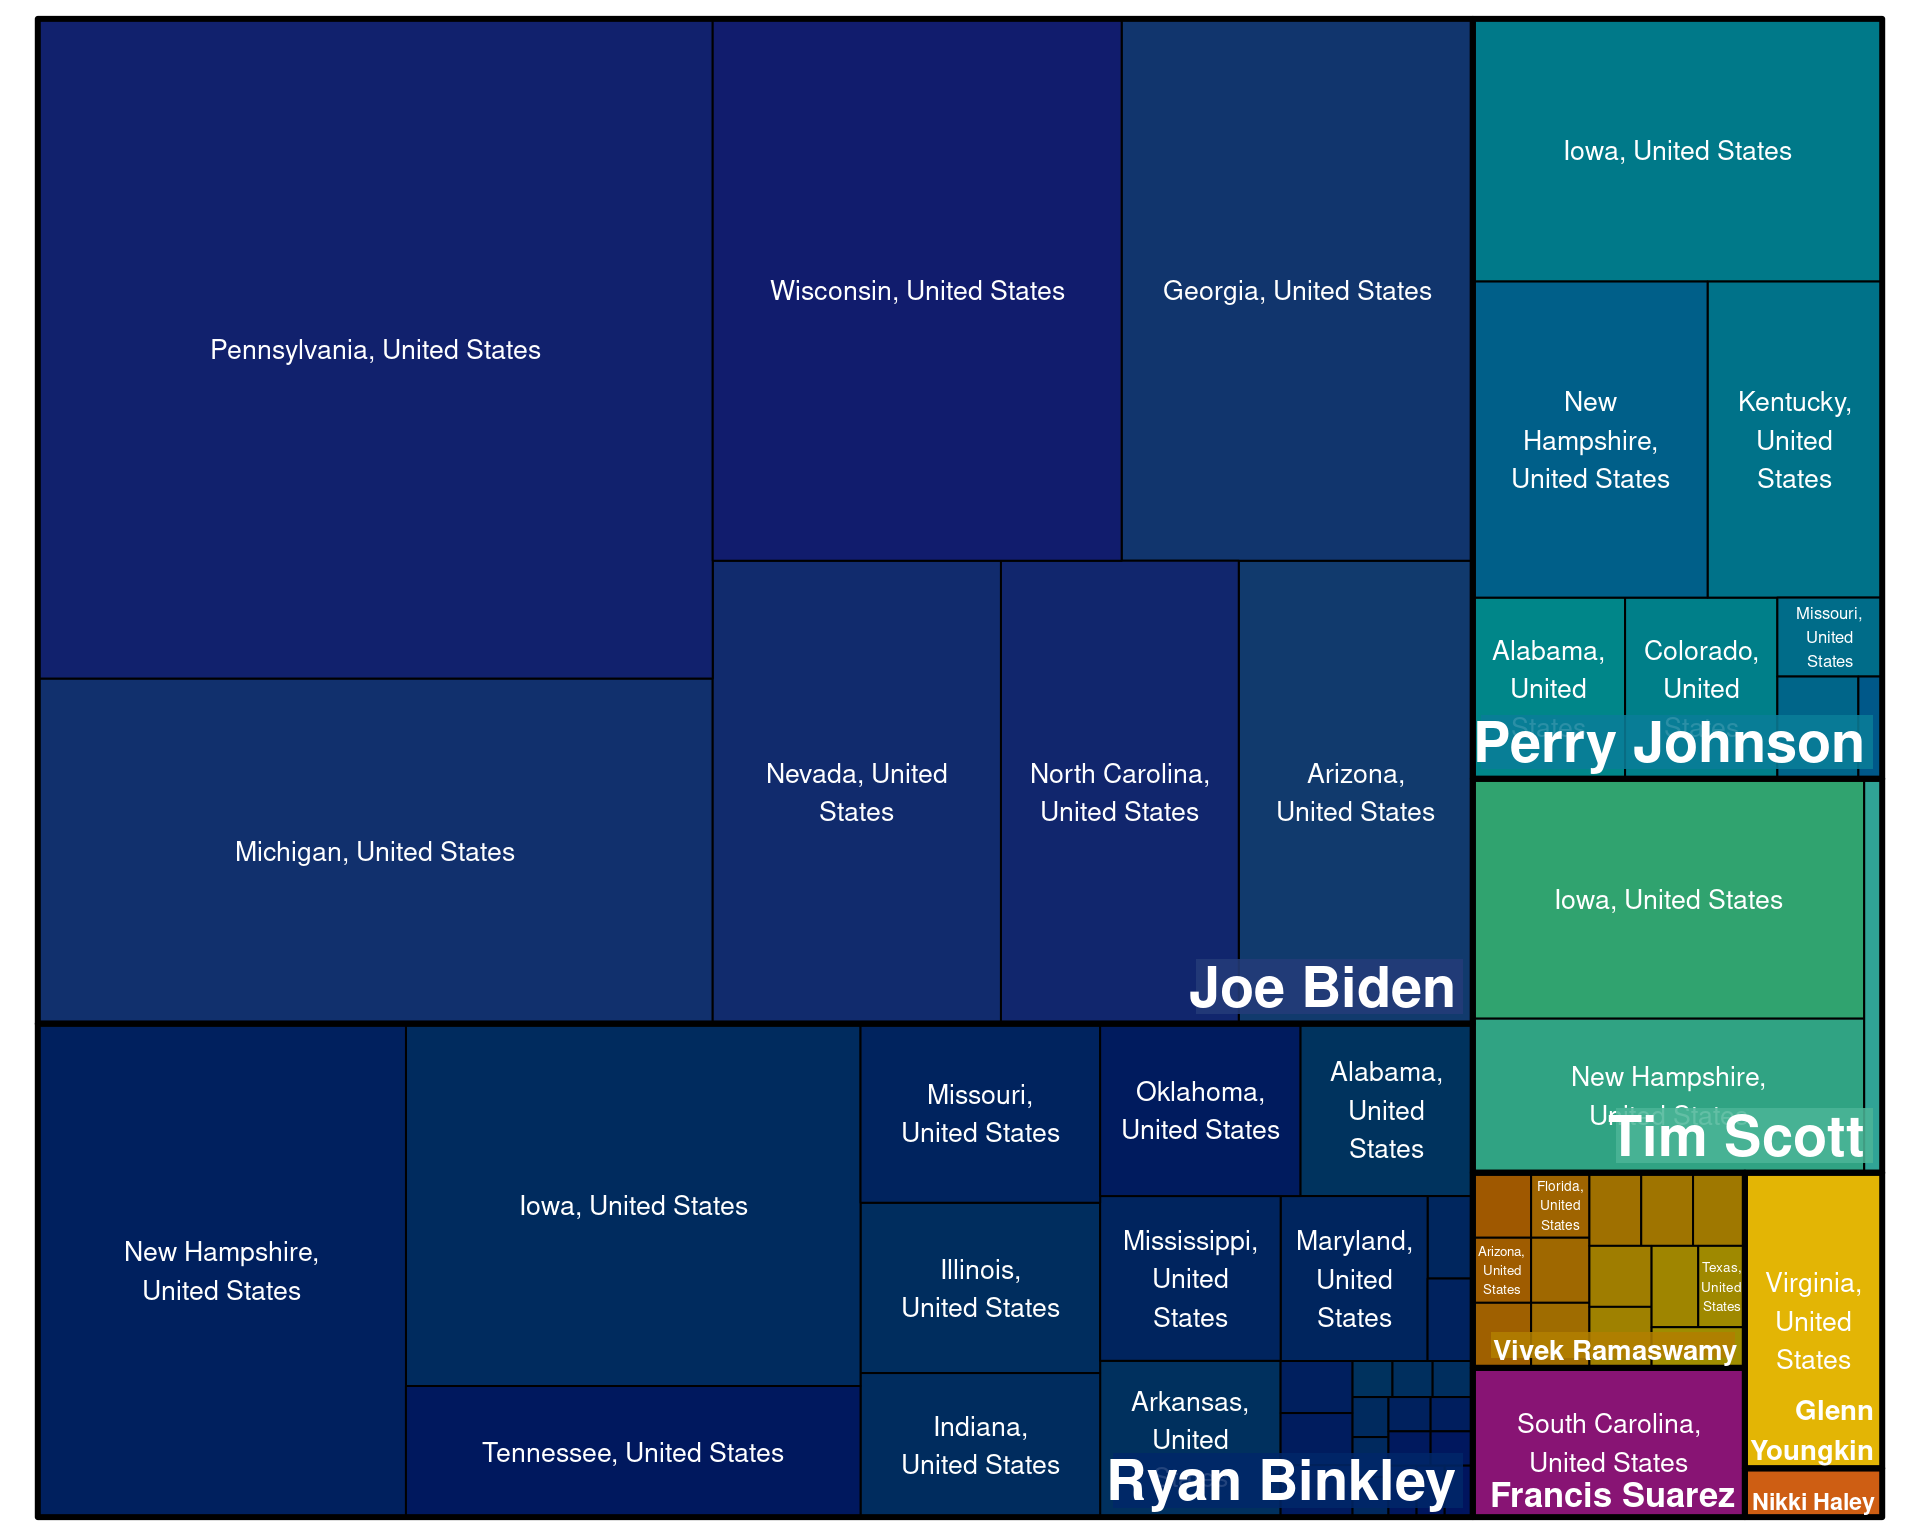 Pennsylvania, United States
Wisconsin, United States
Georgia, United States
Michigan, United States
Nevada, United
States
North Carolina,
United States
Arizona,
United States
Joe Biden
New Hampshire,
United States
Iowa, United States
Tennessee, United States
Missouri,
United States
Illinois,
United States
Indiana,
United States
Oklahoma,
United States
Alabama,
United
States
Mississippi,
United
States
Maryland,
United
States
Arkansas,
United
Ryan Binkley
Iowa, United States
New
Hampshire,
United States
Kentucky,
United
States
Alabama,
United
States
Colorado,
United
States
Missouri,
United
States
Perry Johnson
Iowa, United States
New Hampshire,
United States
Tim Scott
Florida,
United
States
Arizona,
United
States
Texas,
United
States
Vivek Ramaswamy
South Carolina,
United States
Francis Suarez
Virginia,
United
States
Glenn
Youngkin
Nikki Haley